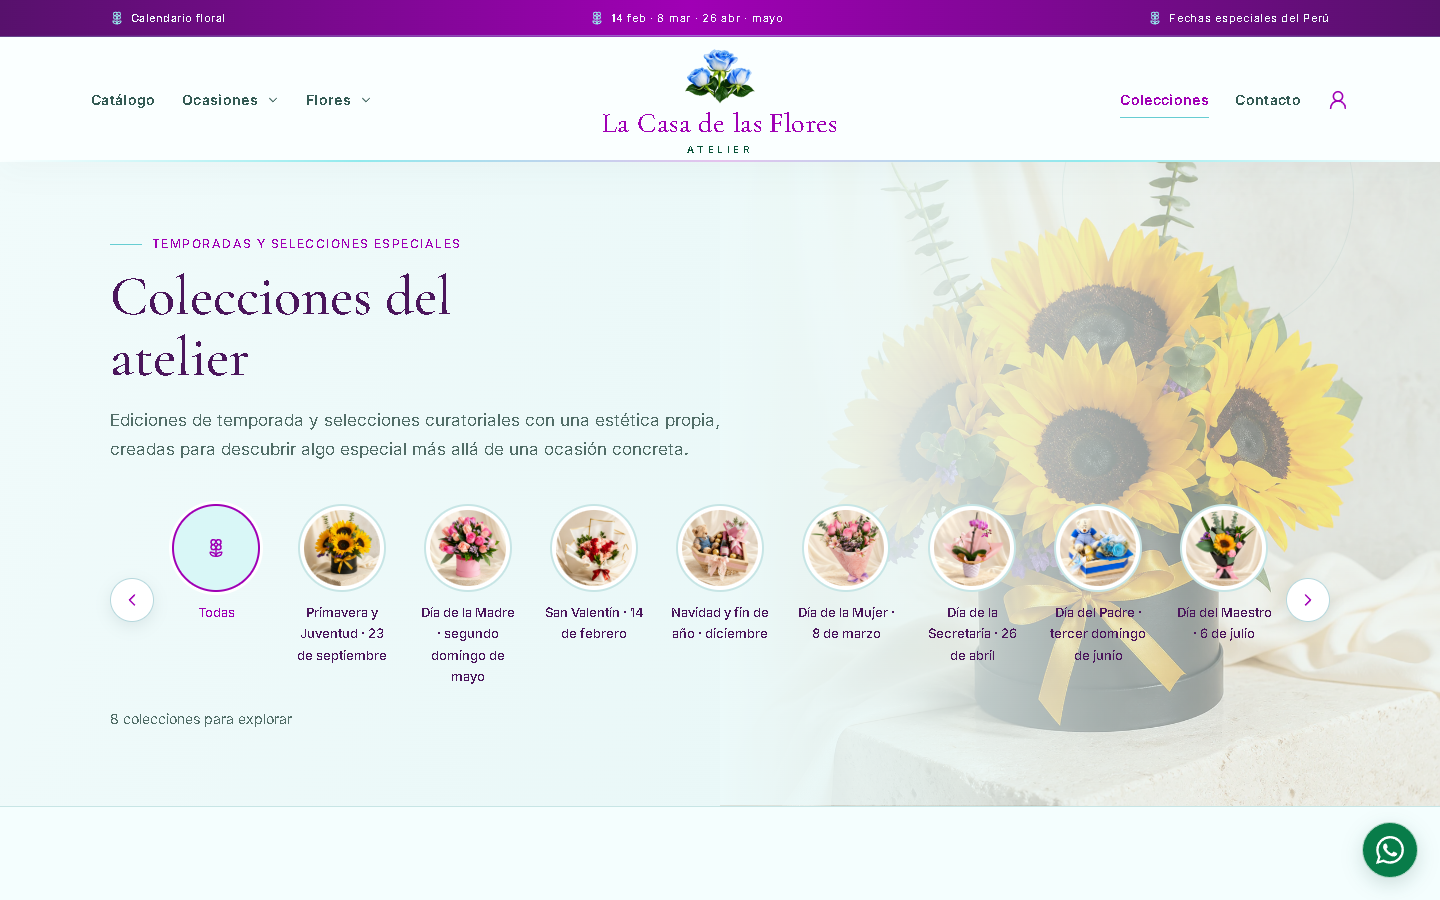 Calendario floral
14 feb · 8 mar · 26 abr · mayo
Fechas especiales del Perú
Catálogo
Ocasiones
Flores
La Casa de las Flores
ATELIER
Colecciones
Contacto
TEMPORADAS Y SELECCIONES ESPECIALES
Colecciones del
atelier
Ediciones de temporada y selecciones curatoriales con una estética propia,
creadas para descubrir algo especial más allá de una ocasión concreta.
Todas
Primavera y
Juventud · 23
de septiembre
Día de la Madre
· segundo
domingo de
mayo
San Valentín · 14
de febrero
Navidad y fin de
año · diciembre
Día de la Mujer ·
8 de marzo
Día de la
Secretaria · 26
de abril
Día del Padre ·
tercer domingo
de junio
Día del Maestro
· 6 de julio
8 colecciones para explorar